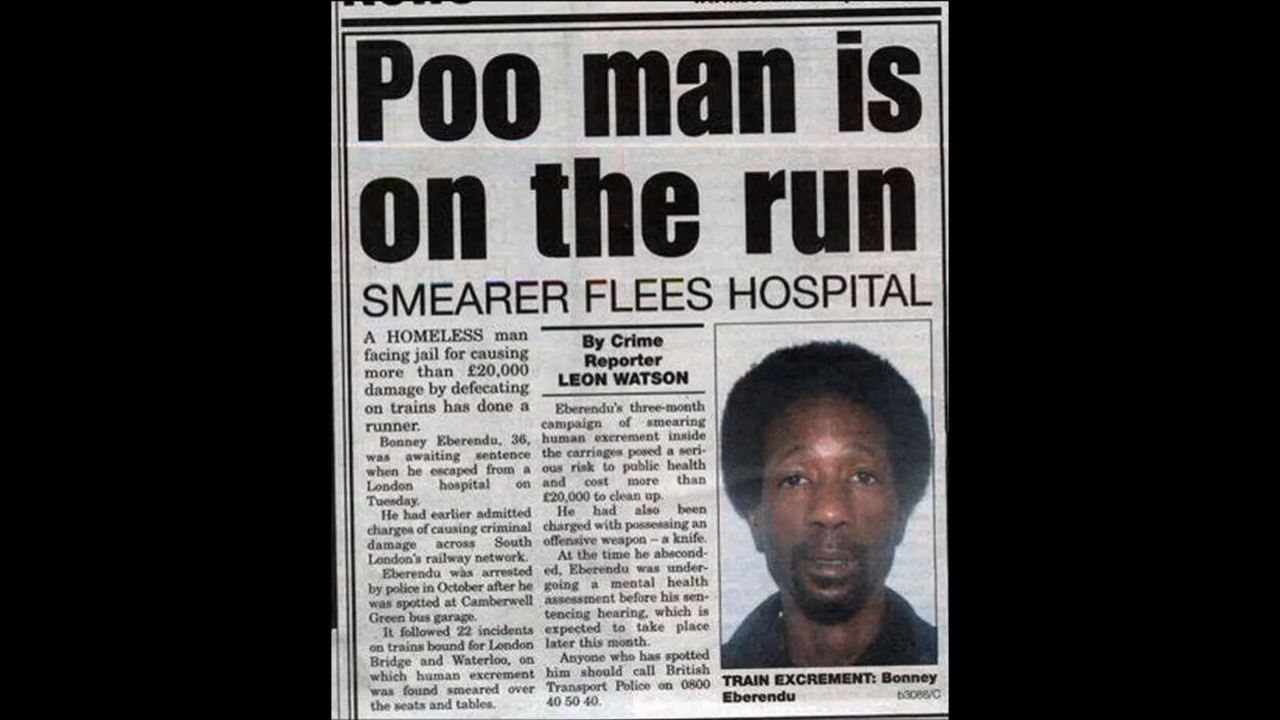 Poo man is
on the run
SMEARER FLEES HOSPITAL
A HOMELESS man
facing jail for causing
more than £20,000
damage by defecating
on trains has done a
runner.
Bonney Eberendu, 36,
was awaiting sentence
when he escaped from a
London hospital on
Tuesday.
He had earlier admitted
charges of causing criminal
damage across South
London's railway network.
Eberendu was arrested
by police in October after he
was spotted at Camberwell
Green bus garage.
It followed 22 incidents
on trains bound for London
Bridge and Waterloo, on
which human excrement
was found smeared over
the seats and tables.
By Crime
Reporter
LEON WATSON
Eberendu's three-month
campaign of smearing
human excrement inside
the carriages posed a seri-
ous risk to public health
and cost more than
£20,000 to clean up.
He had also been
charged with possessing an
offensive weapon – a knife.
At the time he abscond-
ed, Eberendu was under-
going a mental health
assessment before his sen-
tencing hearing, which is
expected to take place
later this month.
Anyone who has spotted
him should call British
Transport Police on 0800
40 50 40.
TRAIN EXCREMENT: Bonney
Eberendu
b3086/C